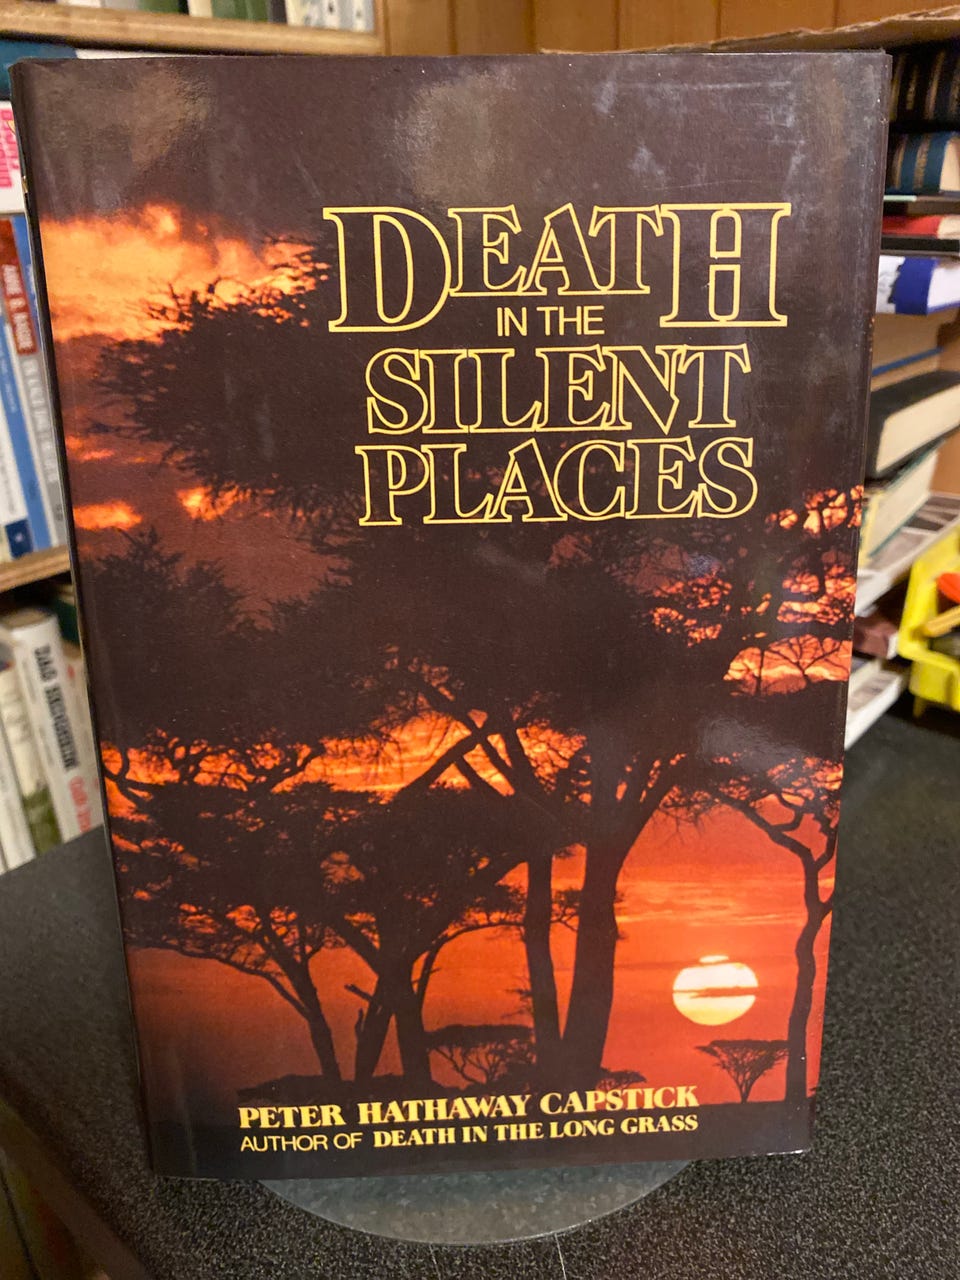 DEATH
IN THE
SILENT
PLACES
PETER HATHAWAY CAPSTICK
AUTHOR OF DEATH IN THE LONG GRASS